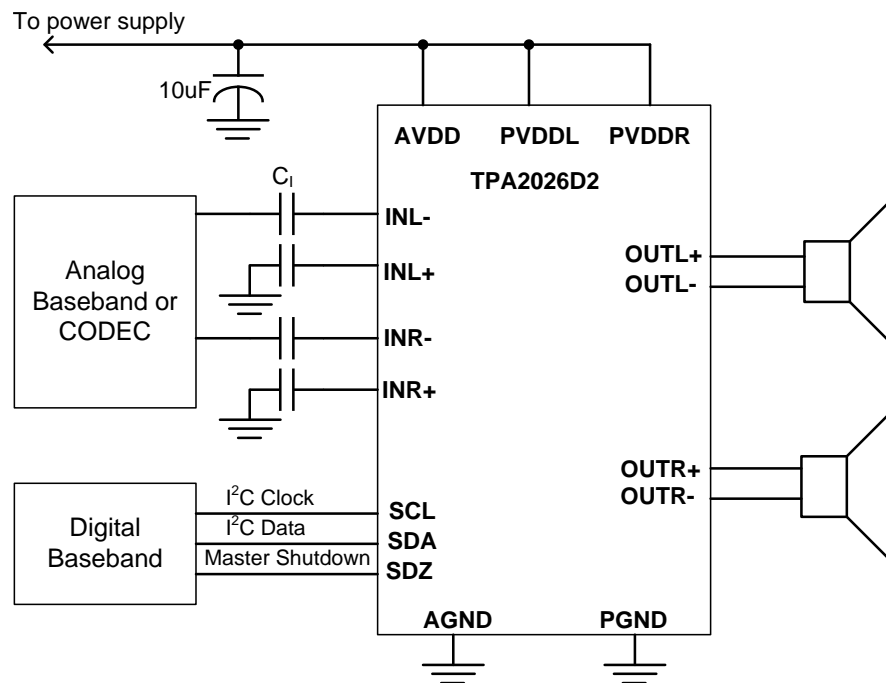 To power supply
10uF
AVDD PVDDL PVDDR
TPA2026D2
Cᵢ
INL-
Analog
Baseband or
CODEC
INL+
INR-
INR+
OUTL+
OUTL-
OUTR+
OUTR-
Digital
Baseband
I²C Clock
SCL
I²C Data
SDA
Master Shutdown
SDZ
AGND PGND